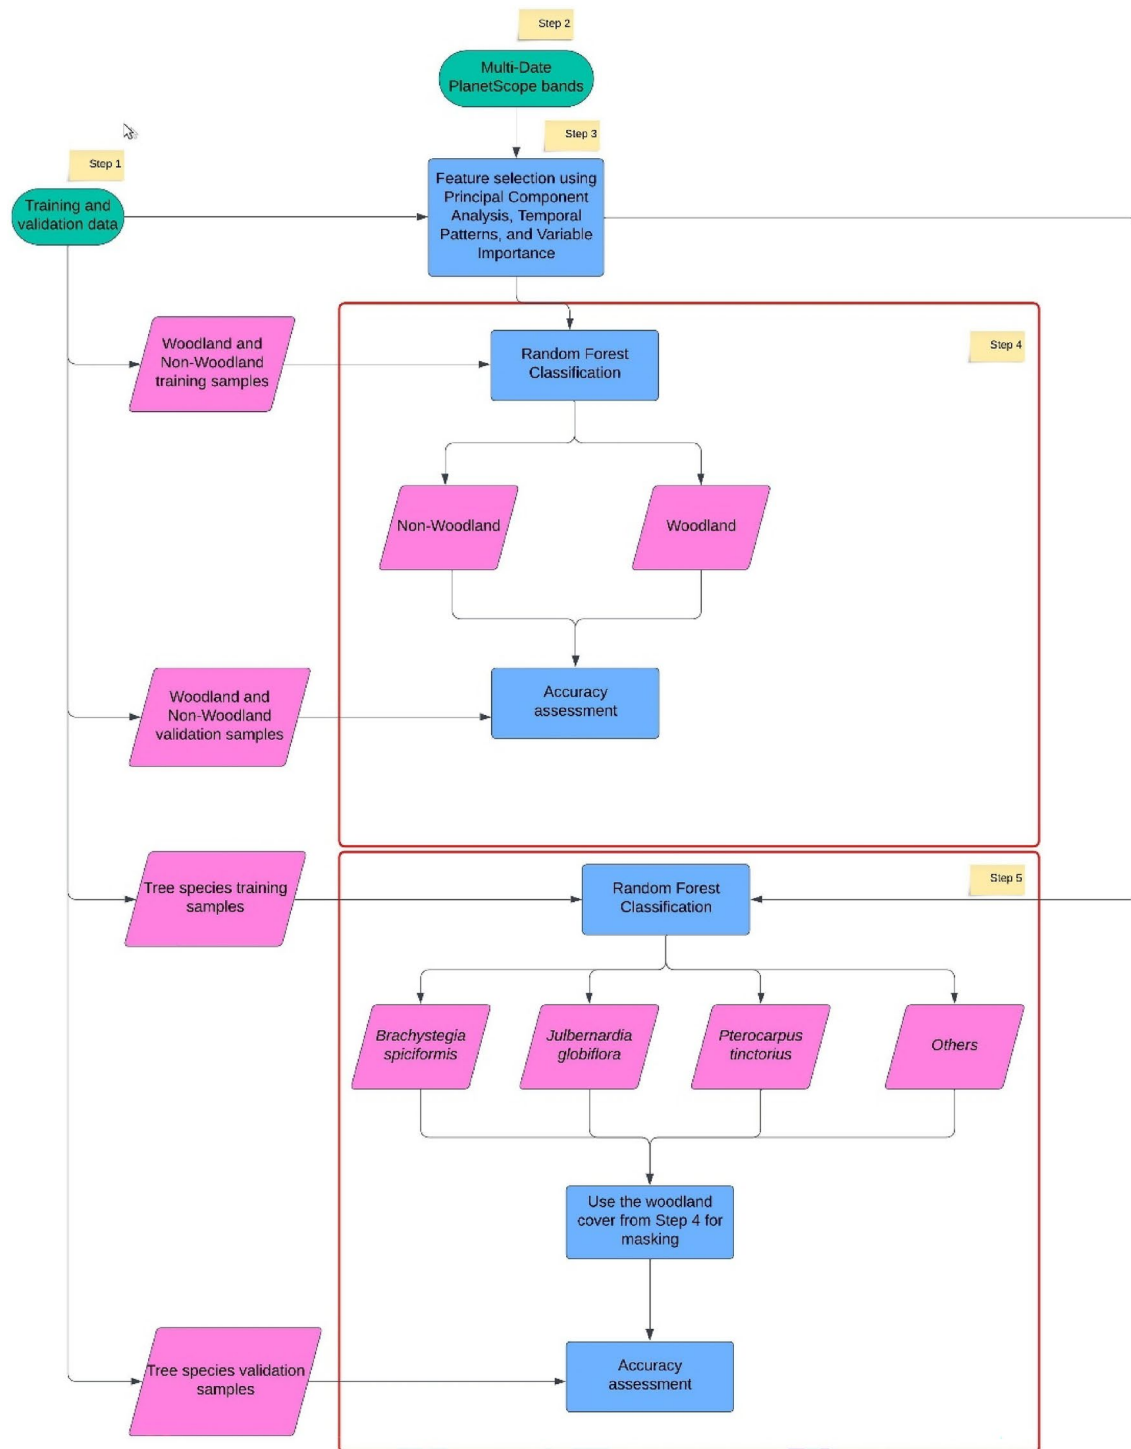 Step 2
Multi-Date
PlanetScope bands
Step 3
Step 1
Feature selection using
Principal Component
Analysis, Temporal
Patterns, and Variable
Importance
Training and
validation data
Step 4
Woodland and
Non-Woodland
training samples
Random Forest
Classification
Non-Woodland
Woodland
Woodland and
Non-Woodland
validation samples
Accuracy
assessment
Step 5
Tree species training
samples
Random Forest
Classification
Brachystegia
spiciformis
Julbernardia
globiflora
Pterocarpus
tinctorius
Others
Use the woodland
cover from Step 4 for
masking
Tree species validation
samples
Accuracy
assessment